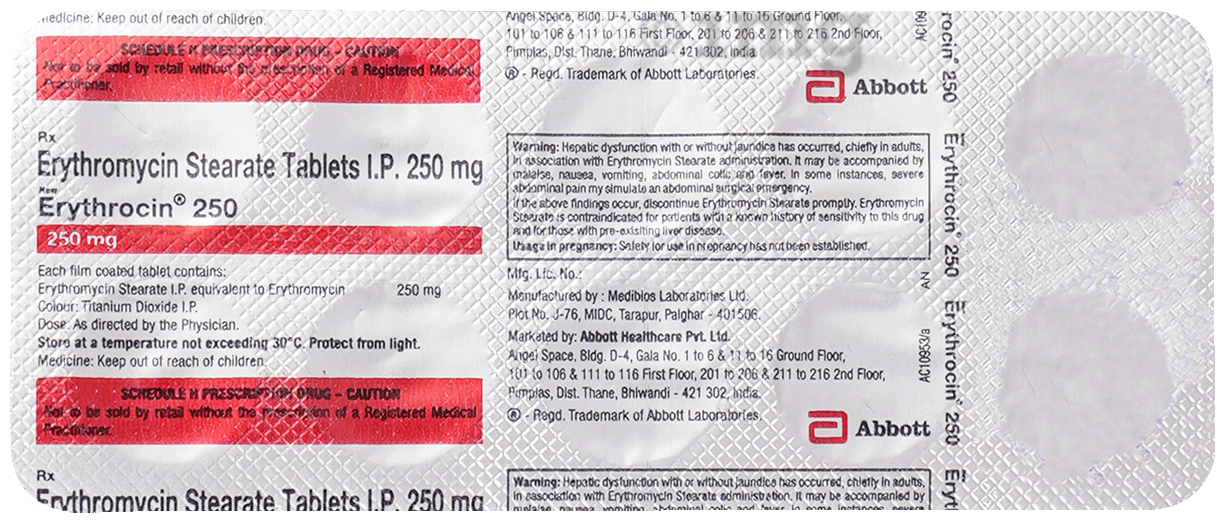 Medicine: Keep out of reach of children.
SCHEDULE H PRESCRIPTION DRUG - CAUTION
Not to be sold by retail without the prescription of a Registered Medical
Practitioner.
Rx
Erythromycin Stearate Tablets I.P. 250 mg
New
Erythrocin® 250
250 mg
Each film coated tablet contains:
Erythromycin Stearate I.P. equivalent to Erythromycin 250 mg
Colour: Titanium Dioxide I.P.
Dose: As directed by the Physician.
Store at a temperature not exceeding 30°C. Protect from light.
Medicine: Keep out of reach of children.
SCHEDULE H PRESCRIPTION DRUG - CAUTION
Not to be sold by retail without the prescription of a Registered Medical
Practitioner.
Rx
Erythromycin Stearate Tablets I.P. 250 mg
Angel Space, Bldg. D-4, Gala No. 1 to 6 & 11 to 16 Ground Floor,
101 to 106 & 111 to 116 First Floor, 201 to 206 & 211 to 216 2nd Floor,
Pimplas, Dist. Thane, Bhiwandi - 421 302, India.
® - Regd. Trademark of Abbott Laboratories.
Abbott
Warning: Hepatic dysfunction with or without jaundice has occurred, chiefly in adults,
in association with Erythromycin Stearate administration. It may be accompanied by
malaise, nausea, vomiting, abdominal colic and fever. In some instances, severe
abdominal pain my simulate an abdominal surgical emergency.
If the above findings occur, discontinue Erythromycin Stearate promptly. Erythromycin
Stearate is contraindicated for patients with a known history of sensitivity to this drug
and for those with pre-exisiting liver disease.
Usage in pregnancy: Safety for use in pregnancy has not been established.
Mfg. Lic. No.:
Manufactured by : Medibios Laboratories Ltd.
Plot No. J-76, MIDC, Tarapur, Palghar - 401506.
Marketed by: Abbott Healthcare Pvt. Ltd.
Angel Space, Bldg. D-4, Gala No. 1 to 6 & 11 to 16 Ground Floor,
101 to 106 & 111 to 116 First Floor, 201 to 206 & 211 to 216 2nd Floor,
Pimplas, Dist. Thane, Bhiwandi - 421 302, India.
® - Regd. Trademark of Abbott Laboratories.
Abbott
Warning: Hepatic dysfunction with or without jaundice has occurred, chiefly in adults,
in association with Erythromycin Stearate administration. It may be accompanied by
malaise, nausea, vomiting, abdominal colic and fever. In some instances, severe
AC10953/a
rocin® 250
Erythrocin® 250
Erythrocin® 250
Eryt